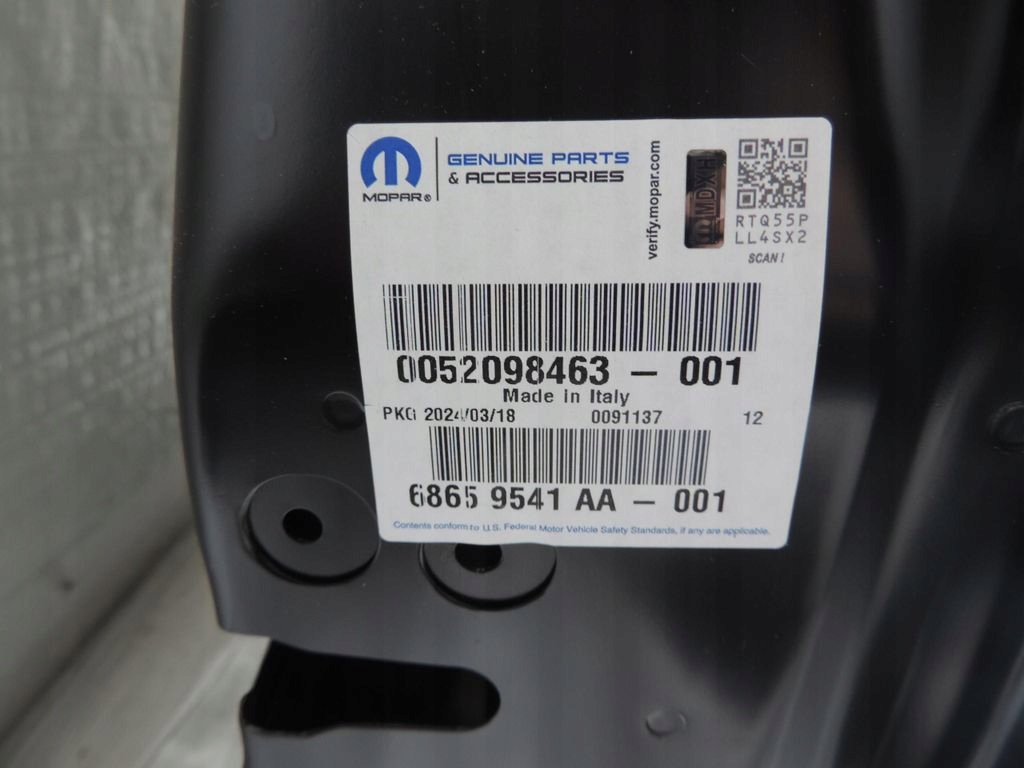 MOPAR®
GENUINE PARTS
& ACCESSORIES
verify.mopar.com
MDXH
RTQ55P
LL4SX2
SCAN!
0052098463 – 001
Made in Italy
PKG 2024/03/18 0091137 12
6865 9541 AA – 001
Contents conform to U.S. Federal Motor Vehicle Safety Standards, if any are applicable.